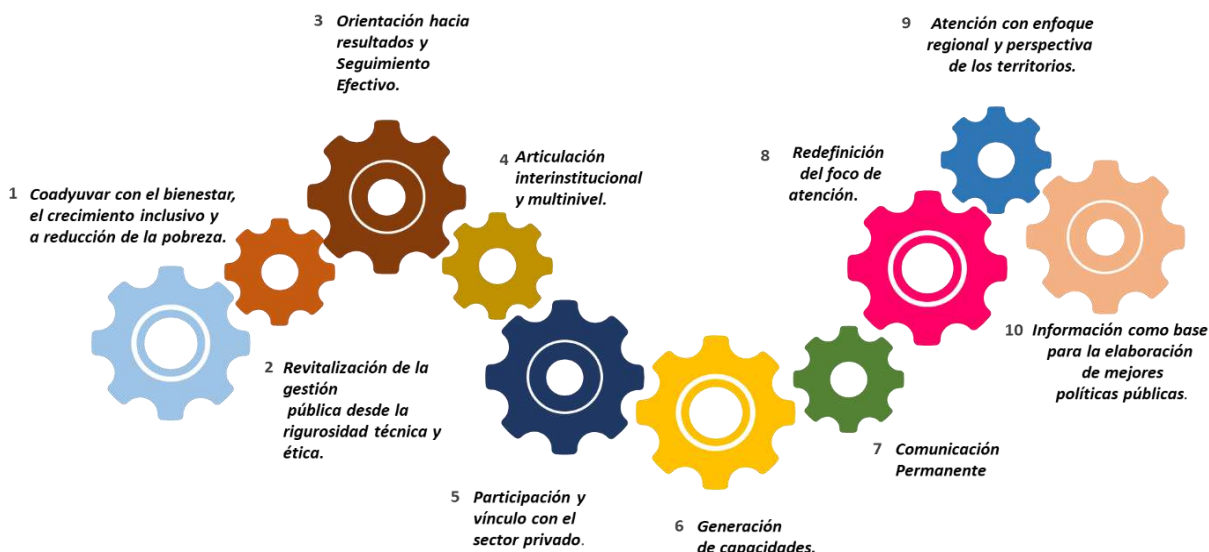 1 Coadyuvar con el bienestar,
el crecimiento inclusivo y
a reducción de la pobreza.
2 Revitalización de la
gestión
pública desde la
rigurosidad técnica y
ética.
3 Orientación hacia
resultados y
Seguimiento
Efectivo.
4 Articulación
interinstitucional
y multinivel.
5 Participación y
vínculo con el
sector privado.
6 Generación
de capacidades.
7 Comunicación
Permanente
8 Redefinición
del foco de
atención.
9 Atención con enfoque
regional y perspectiva
de los territorios.
10 Información como base
para la elaboración
de mejores
políticas públicas.